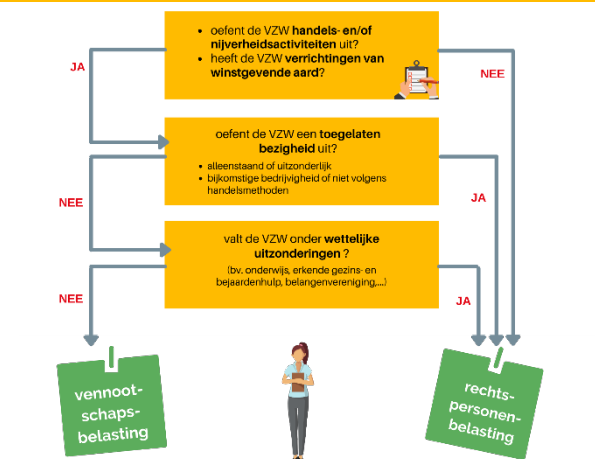 • oefent de VZW handels- en/of
nijverheidsactiviteiten uit?
• heeft de VZW verrichtingen van
winstgevende aard?
JA
NEE
oefent de VZW een toegelaten
bezigheid uit?
• alleenstaand of uitzonderlijk
• bijkomstige bedrijvigheid of niet volgens
handelsmethoden
NEE
JA
valt de VZW onder wettelijke
uitzonderingen ?
(bv. onderwijs, erkende gezins- en
bejaardenhulp, belangenvereniging,...)
NEE
JA
vennoot-
schaps-
belasting
rechts-
personen-
belasting